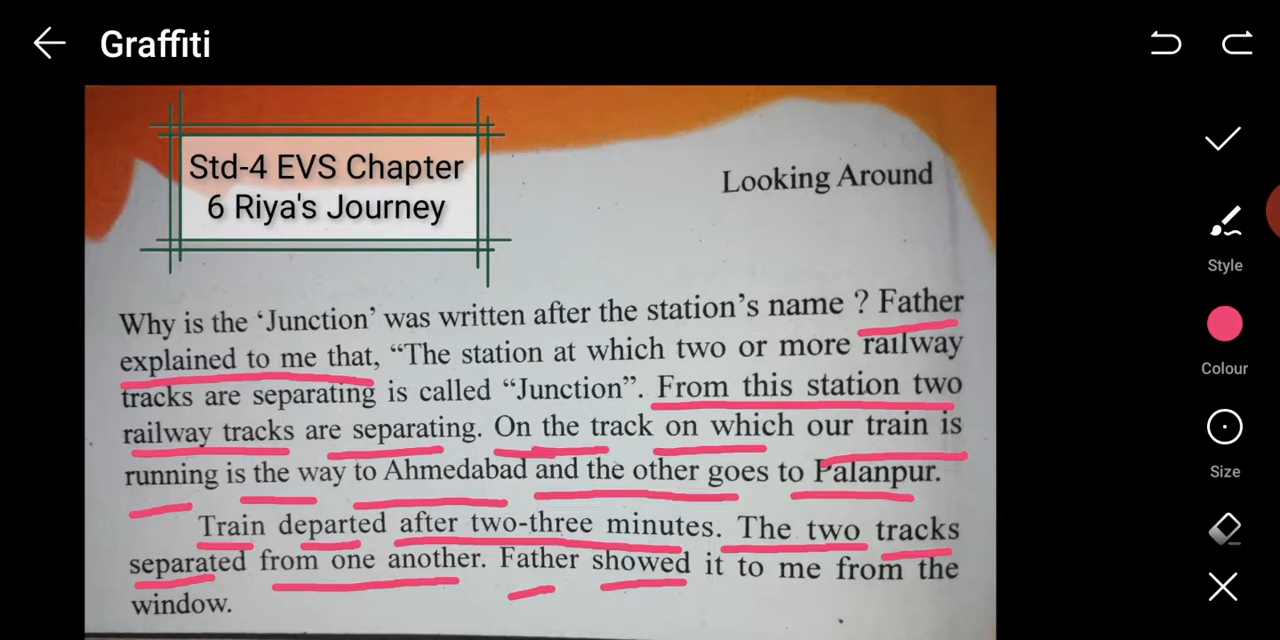 Graffiti
Std-4 EVS Chapter
6 Riya's Journey
Looking Around
Why is the ‘Junction’ was written after the station’s name ? Father
explained to me that, “The station at which two or more railway
tracks are separating is called “Junction”. From this station two
railway tracks are separating. On the track on which our train is
running is the way to Ahmedabad and the other goes to Palanpur.
Train departed after two-three minutes. The two tracks
separated from one another. Father showed it to me from the
window.
Style
Colour
Size